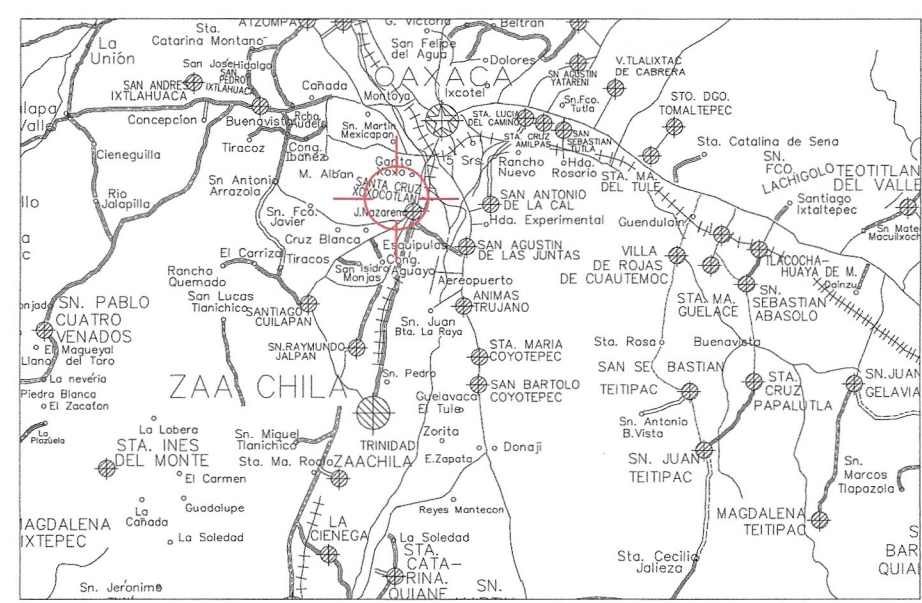 ATZOMPA
G. Victoria
Beltran
La
Unión
Sta.
Catarina Montano
San Felipe
del Agua
Dolores
San Jose
Hidalga
SAN
PEDRO
IXTLAHUACA
SAN ANDRES
IXTLAHUACA
Cañada
OAXACA
Ixcotel
SN AGUSTIN
YATARENI
V.TLALIXTAC
DE CABRERA
Montoya
Concepcion
Buenavista
Rcho.
STA. LUCIA
DEL CAMINO
Sn.Fco.
Tutla
STO. DGO.
TOMALTEPEC
Sn. Martin
Mexicapan
STA. CRUZ
AMILPAS
SAN
SEBASTIAN
TUTLA
Cieneguilla
Tiracoz
Cong.
Ibañez
Garita
Xoxo
5 Srs.
Rancho
Nuevo
Hda.
Rosario
Sta. Catalina de Sena
M. Albán
STA. MA.
DEL TULE
SN.
FCO.
LACHIGOLO
TEOTITLAN
DEL VALLE
Sn Antonio
Arrazola
SANTA CRUZ
XOXOCOTLAN
Río
Jalapilla
J.Nazareno
SAN ANTONIO
DE LA CAL
Santiago
Ixtaltepec
Sn. Fco.
Javier
Hda. Experimental
Guendulain
Sn Mateo
Cruz Blanca
Esquipulas
SAN AGUSTIN
DE LAS JUNTAS
VILLA
DE ROJAS
DE CUAUTEMOC
TLACOCHA-
HUAYA DE M.
Dainzu
El Carrizal
Tiracos
San Isidro
Monjas
Cong.
Aguayo
Rancho
Quemado
Aeropuerto
San Lucas
Tlanichico
SANTIAGO
CUILAPAN
ANIMAS
TRUJANO
STA. MA.
GUELACE
SN.
SEBASTIAN
ABASOLO
SN. PABLO
CUATRO
VENADOS
San Juan
Bta. La Raya
El Magueyal
Llano del Toro
SN.RAYMUNDO
JALPAN
STA. MARIA
COYOTEPEC
Sta. Rosa
Buenavista
La neveria
Piedra Blanca
El Zacaton
ZAACHILA
Sn. Pedro
SAN BARTOLO
COYOTEPEC
SAN SEBASTIAN
TEITIPAC
STA.
CRUZ
PAPALUTLA
SN.JUAN
GELAVIA
Guelavaca
El Tule
La
Plazuela
La Lobera
Sn. Antonio
B.Vista
STA. INES
DEL MONTE
Sn. Miguel
Tlanichico
TRINIDAD
ZAACHILA
Zorita
Donaji
E.Zapata
SN. JUAN
TEITIPAC
Sn.
Marcos
Tlapazola
El Carmen
La
Cañada
Guadalupe
Reyes Mantecon
MAGDALENA
TEITIPAC
AGDALENA
IXTEPEC
La Soledad
LA
CIENEGA
La Soledad
STA.
CATA-
RINA.
QUIANE
Sta. Cecilia
Jalieza
S
BAR
QUIA
Sn. Jeronimo
SN.